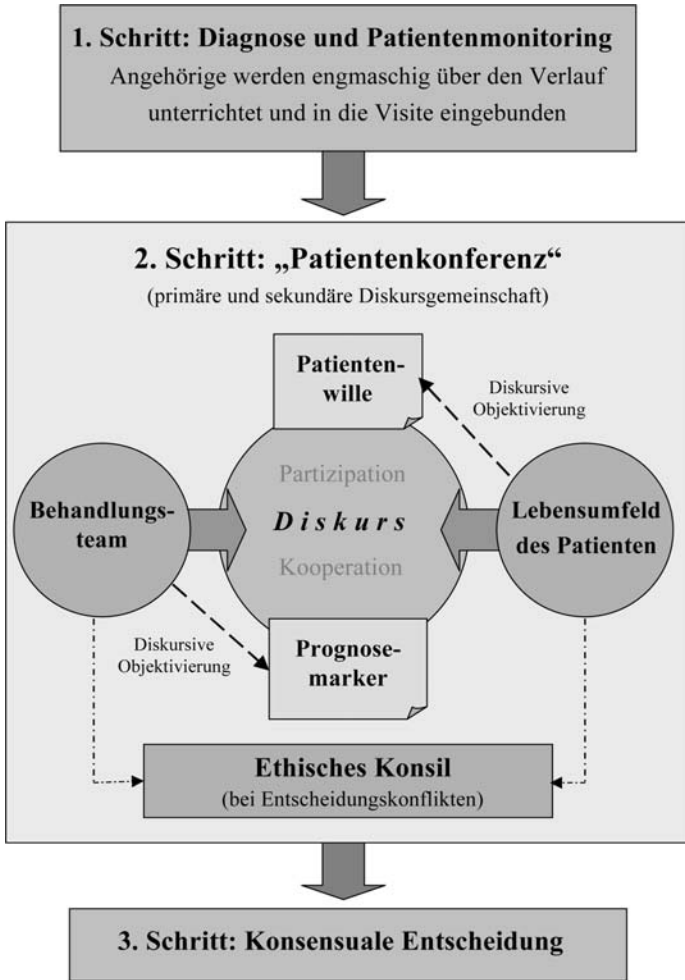 1. Schritt: Diagnose und Patientenmonitoring
Angehörige werden engmaschig über den Verlauf
unterrichtet und in die Visite eingebunden
2. Schritt: „Patientenkonferenz“
(primäre und sekundäre Diskursgemeinschaft)
Patienten-
wille
Diskursive
Objektivierung
Behandlungs-
team
Partizipation
Diskurs
Kooperation
Lebensumfeld
des Patienten
Diskursive
Objektivierung
Prognose-
marker
Ethisches Konsil
(bei Entscheidungskonflikten)
3. Schritt: Konsensuale Entscheidung